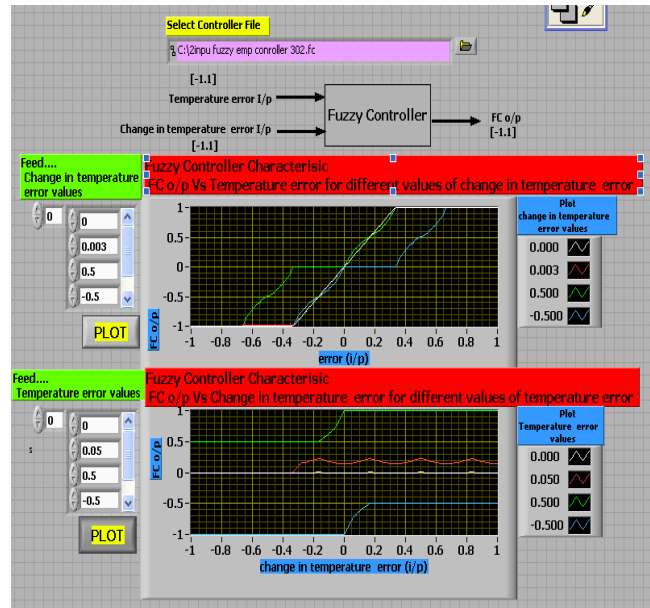 Select Controller File
C:\2inpu fuzzy emp conroller 302.fc
[-1.1]
Temperature error I/p
Fuzzy Controller
FC o/p
[-1.1]
Change in temperature error I/p
[-1.1]
Feed....
Change in temperature
error values
Fuzzy Controller Characterisic
FC o/p Vs Temperature error for different values of change in temperature error
0
0
0.003
0.5
-0.5
PLOT
1
0.5
0
-0.5
-1
FC o/p
-1 -0.8 -0.6 -0.4 -0.2 0 0.2 0.4 0.6 0.8 1
error (i/p)
Plot
change in temperature
error values
0.000
0.003
0.500
-0.500
Feed....
Temperature error values
Fuzzy Controller Characterisic
FC o/p Vs Change in temperature error for different values of temperature error
0
s
0
0.05
0.5
-0.5
PLOT
1
0.5
0
-0.5
-1
FC o/p
-1 -0.8 -0.6 -0.4 -0.2 0 0.2 0.4 0.6 0.8 1
change in temperature error (i/p)
Plot
Temperature error
values
0.000
0.050
0.500
-0.500